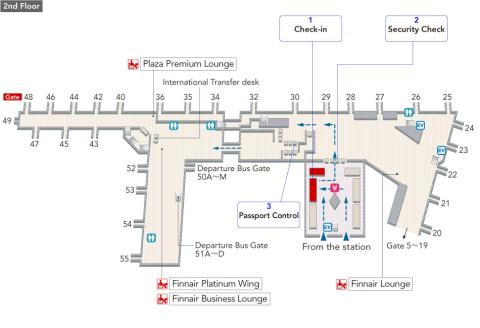 2nd Floor
1
Check-in
2
Security Check
Plaza Premium Lounge
International Transfer desk
Gate 48 46 44 42 40 36 35 34 32 30 29 28 27 26 25
49
47 45 43
24
23
22
21
20
EV
EV
52
53
54
55
Departure Bus Gate
50A～M
3
Passport Control
V
EV
From the station
Gate 5～19
Departure Bus Gate
51A～D
Finnair Platinum Wing
Finnair Business Lounge
Finnair Lounge